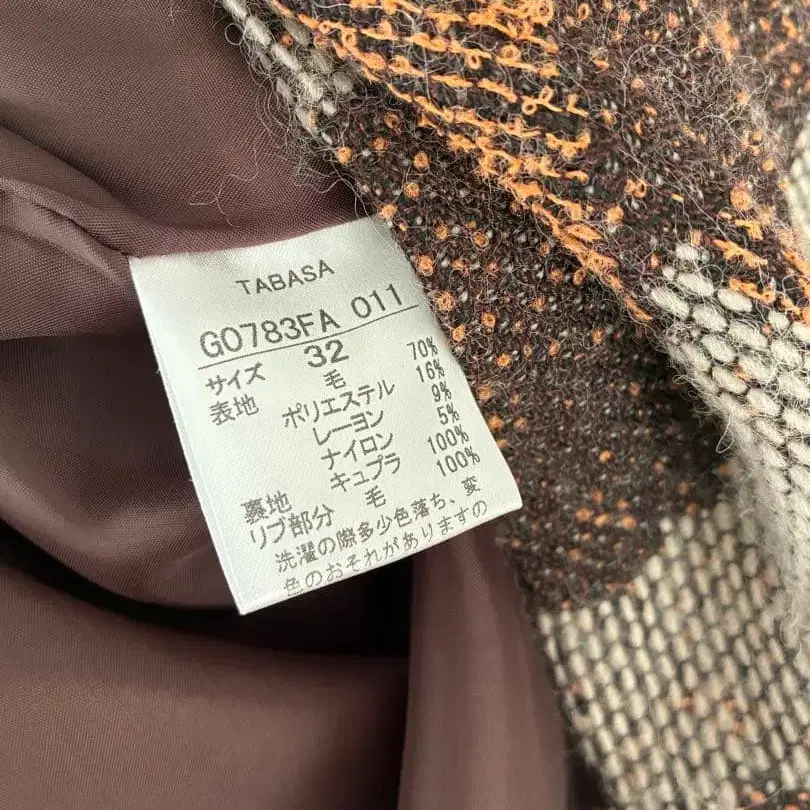 TABASA
G0783FA 011
サイズ 32
表地 毛 70%
ポリエステル 16%
レーヨン 9%
ナイロン 5%
裏地 キュプラ 100%
リブ部分 毛 100%
洗濯の際多少色落ち、変
色のおそれがありますの